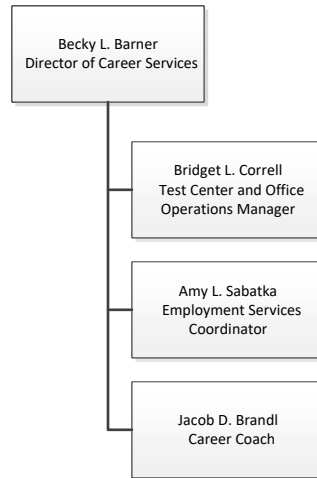 Becky L. Barner
Director of Career Services
Bridget L. Correll
Test Center and Office
Operations Manager
Amy L. Sabatka
Employment Services
Coordinator
Jacob D. Brandl
Career Coach